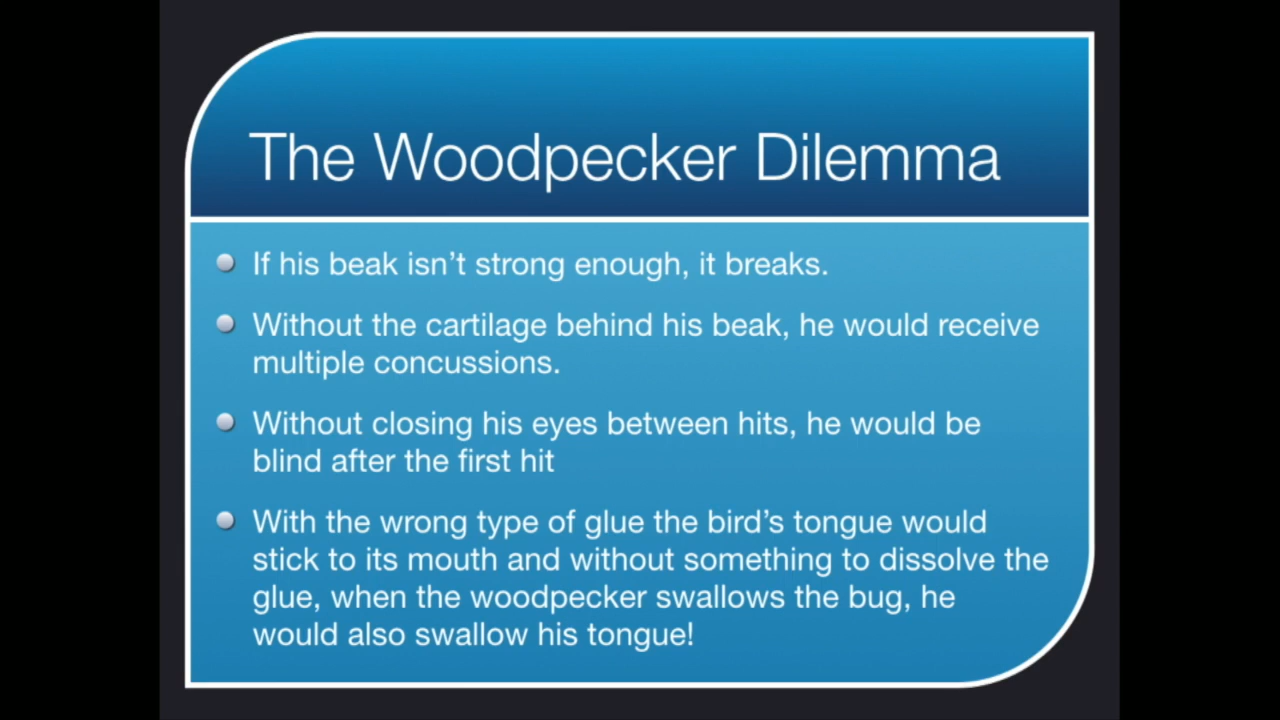 The Woodpecker Dilemma
If his beak isn’t strong enough, it breaks.
Without the cartilage behind his beak, he would receive
multiple concussions.
Without closing his eyes between hits, he would be
blind after the first hit
With the wrong type of glue the bird’s tongue would
stick to its mouth and without something to dissolve the
glue, when the woodpecker swallows the bug, he
would also swallow his tongue!